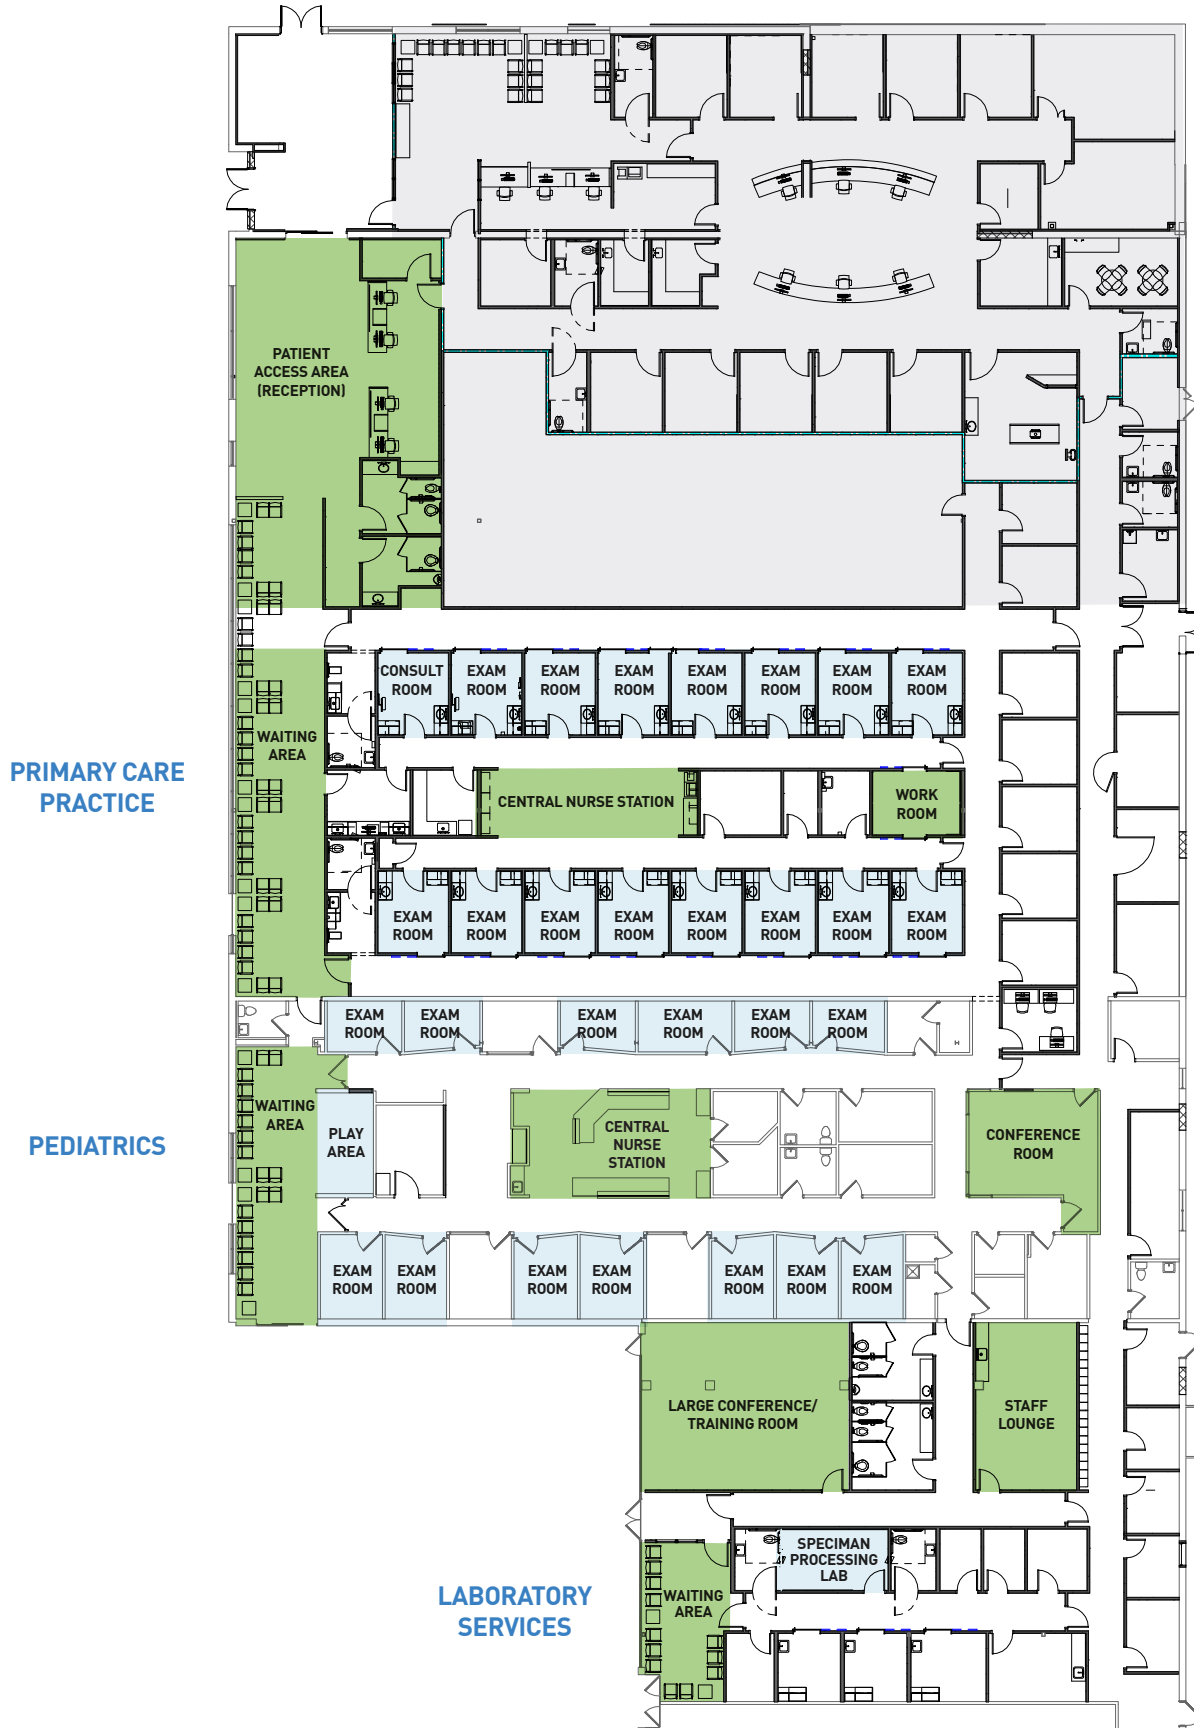 PATIENT
ACCESS AREA
(RECEPTION)
CONSULT
ROOM
EXAM
ROOM
EXAM
ROOM
EXAM
ROOM
EXAM
ROOM
EXAM
ROOM
EXAM
ROOM
EXAM
ROOM
WAITING
AREA
PRIMARY CARE
PRACTICE
CENTRAL NURSE STATION
WORK
ROOM
EXAM
ROOM
EXAM
ROOM
EXAM
ROOM
EXAM
ROOM
EXAM
ROOM
EXAM
ROOM
EXAM
ROOM
EXAM
ROOM
EXAM
ROOM
EXAM
ROOM
EXAM
ROOM
EXAM
ROOM
EXAM
ROOM
EXAM
ROOM
WAITING
AREA
PEDIATRICS
PLAY
AREA
CENTRAL
NURSE
STATION
CONFERENCE
ROOM
EXAM
ROOM
EXAM
ROOM
EXAM
ROOM
EXAM
ROOM
EXAM
ROOM
EXAM
ROOM
EXAM
ROOM
LARGE CONFERENCE/
TRAINING ROOM
STAFF
LOUNGE
SPECIMAN
PROCESSING
LAB
LABORATORY
SERVICES
WAITING
AREA